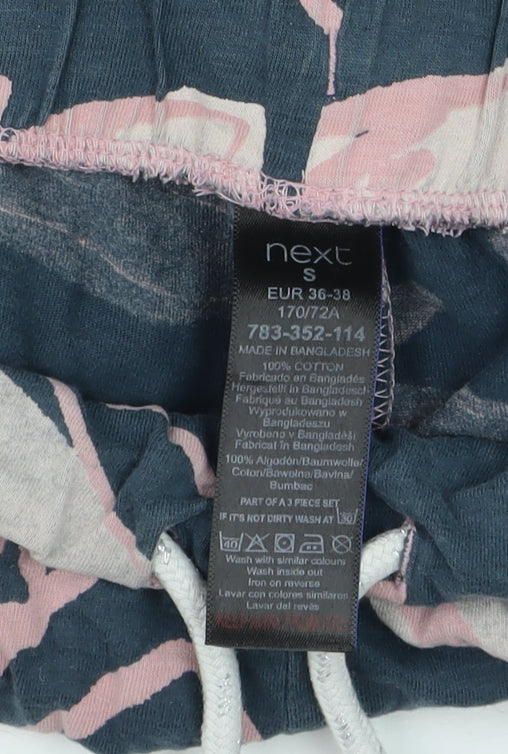 next
S
EUR 36-38
170/72A
783-352-114
MADE IN BANGLADESH
100% COTTON
Fabricado en Bangladés
Hergestellt in Bangladesch
Fabriqué au Bangladesh
Wyprodukowano w
Bangladeszu
Vyrobeno v Bangladéši
Fabricat în Bangladesh
100% Algodón/Baumwolle/
Coton/Bawełna/Bavlna/
Bumbac
PART OF A 3 PIECE SET
IF IT'S NOT DIRTY WASH AT 30
40
Wash with similar colours
Wash inside out
Iron on reverse
Lavar con colores similares
Lavar del revés